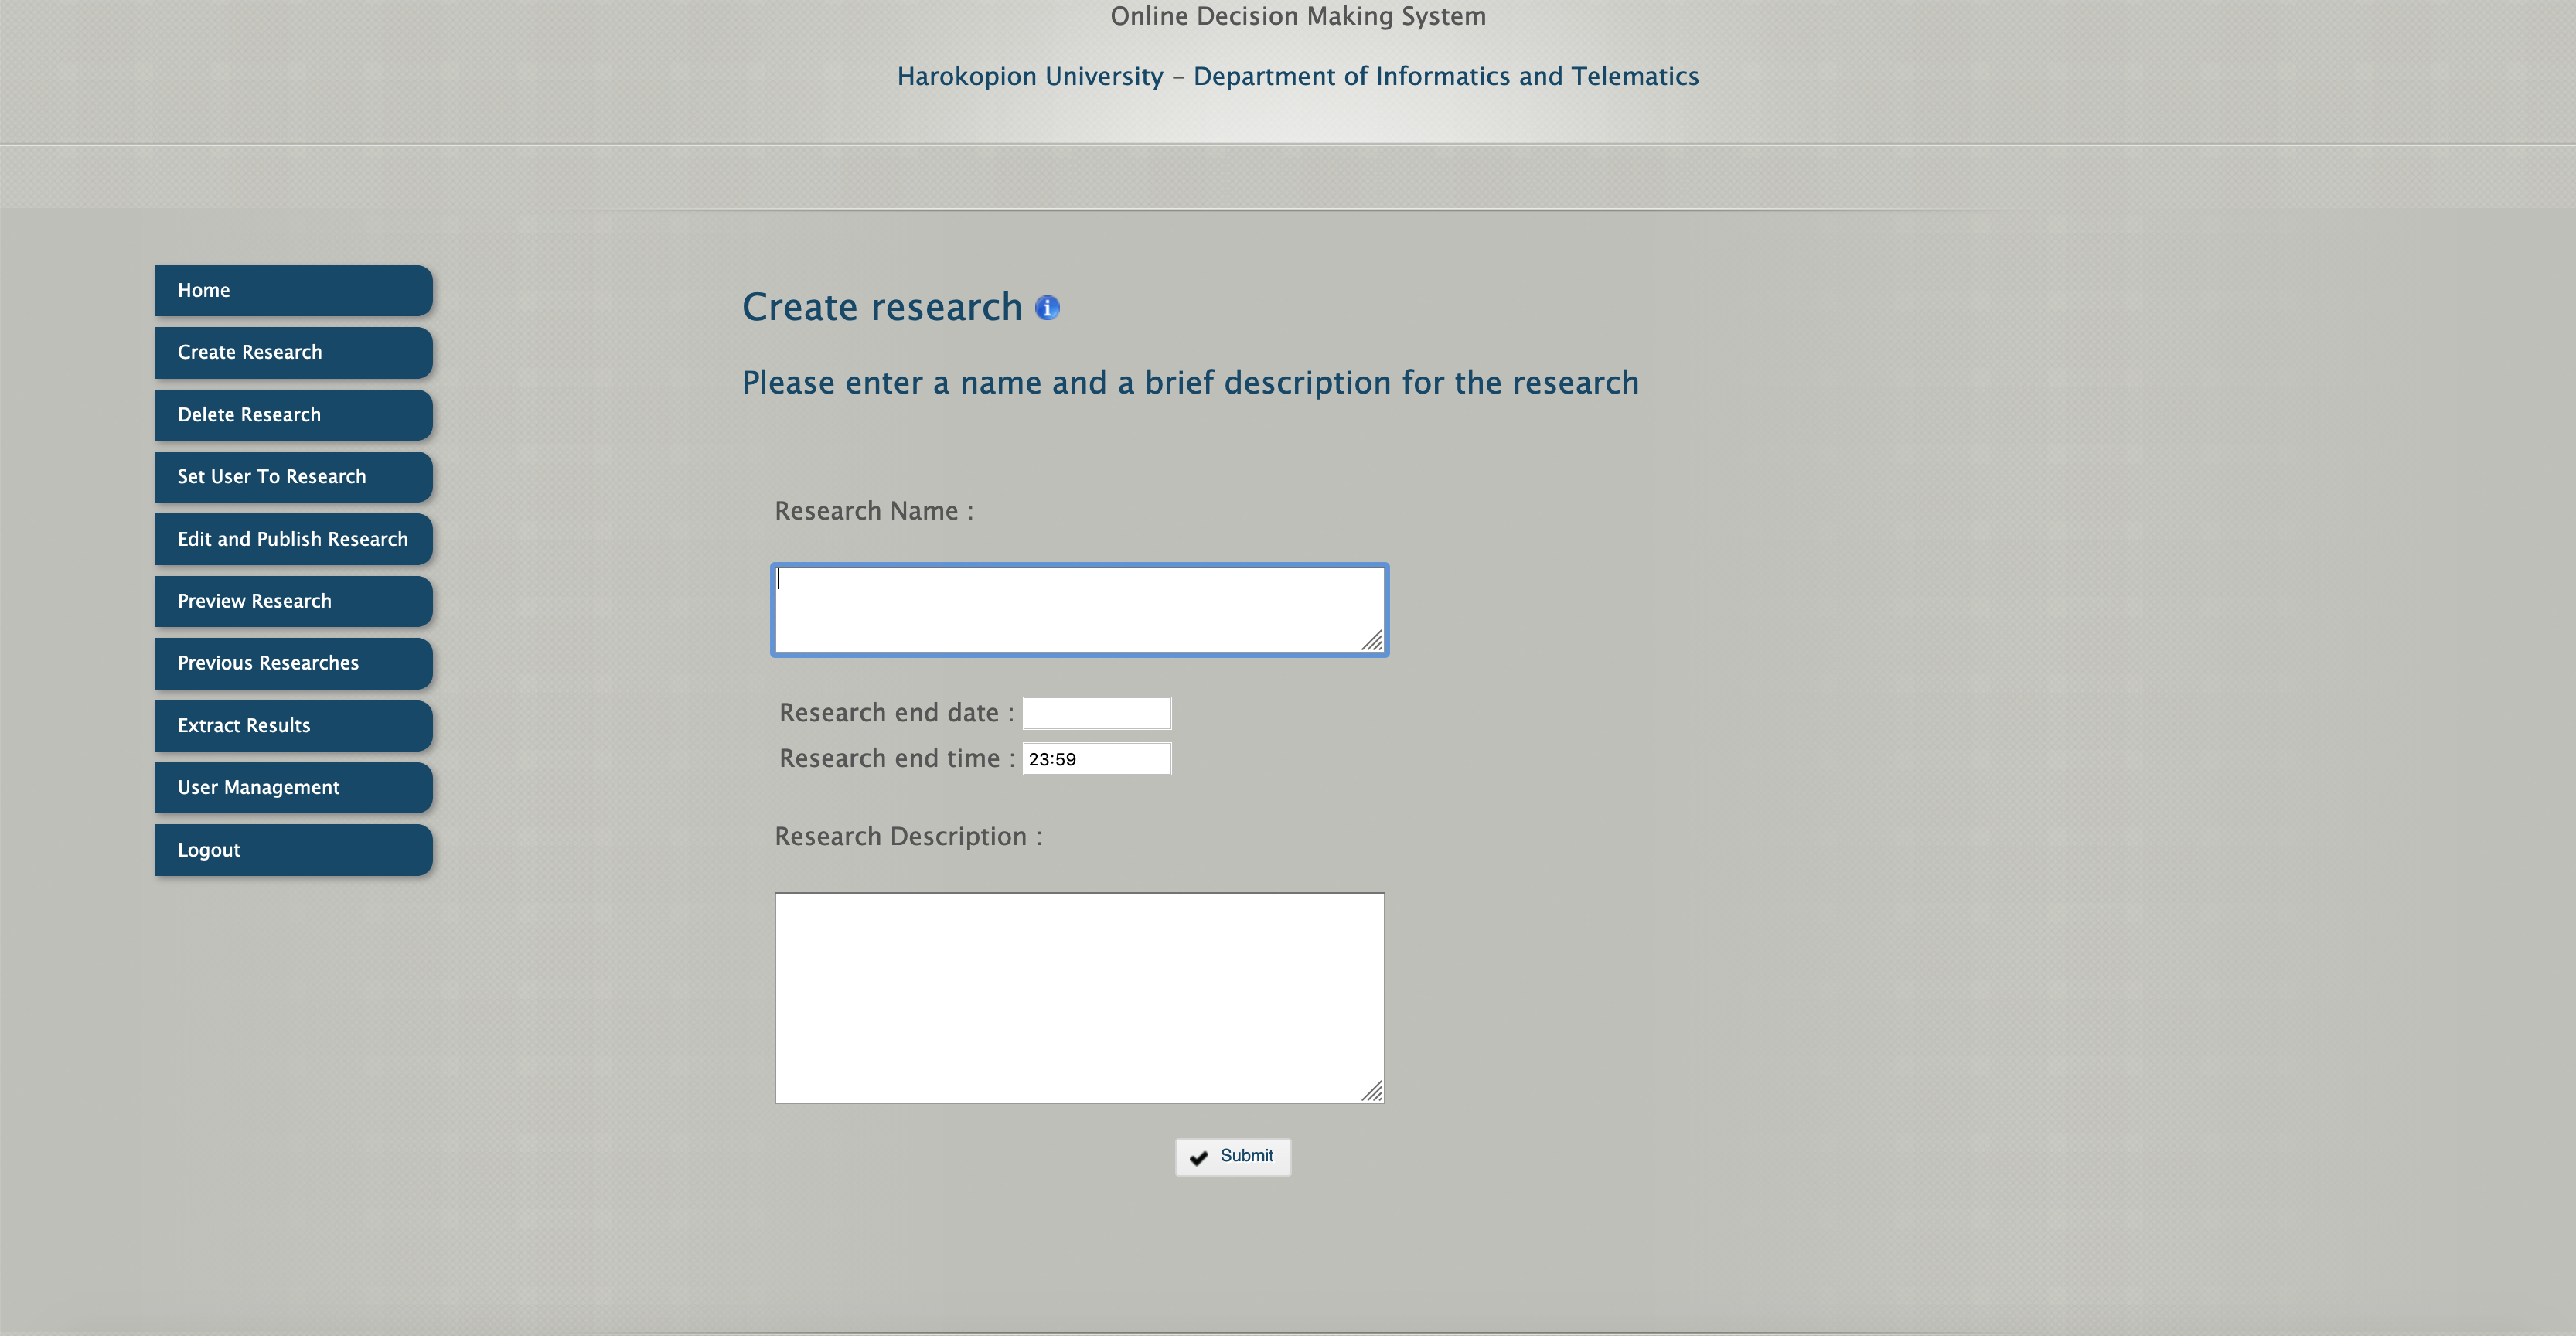 Online Decision Making System
Harokopion University – Department of Informatics and Telematics
Home
Create Research
Delete Research
Set User To Research
Edit and Publish Research
Preview Research
Previous Researches
Extract Results
User Management
Logout
Create research
Please enter a name and a brief description for the research
Research Name :
Research end date :
Research end time : 23:59
Research Description :
Submit